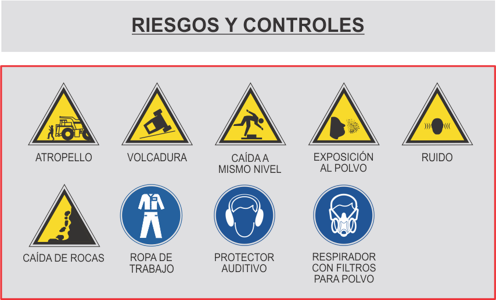 RIESGOS Y CONTROLES
ATROPELLO
VOLCADURA
CAÍDA A
MISMO NIVEL
EXPOSICIÓN
AL POLVO
RUIDO
CAÍDA DE ROCAS
ROPA DE
TRABAJO
PROTECTOR
AUDITIVO
RESPIRADOR
CON FILTROS
PARA POLVO